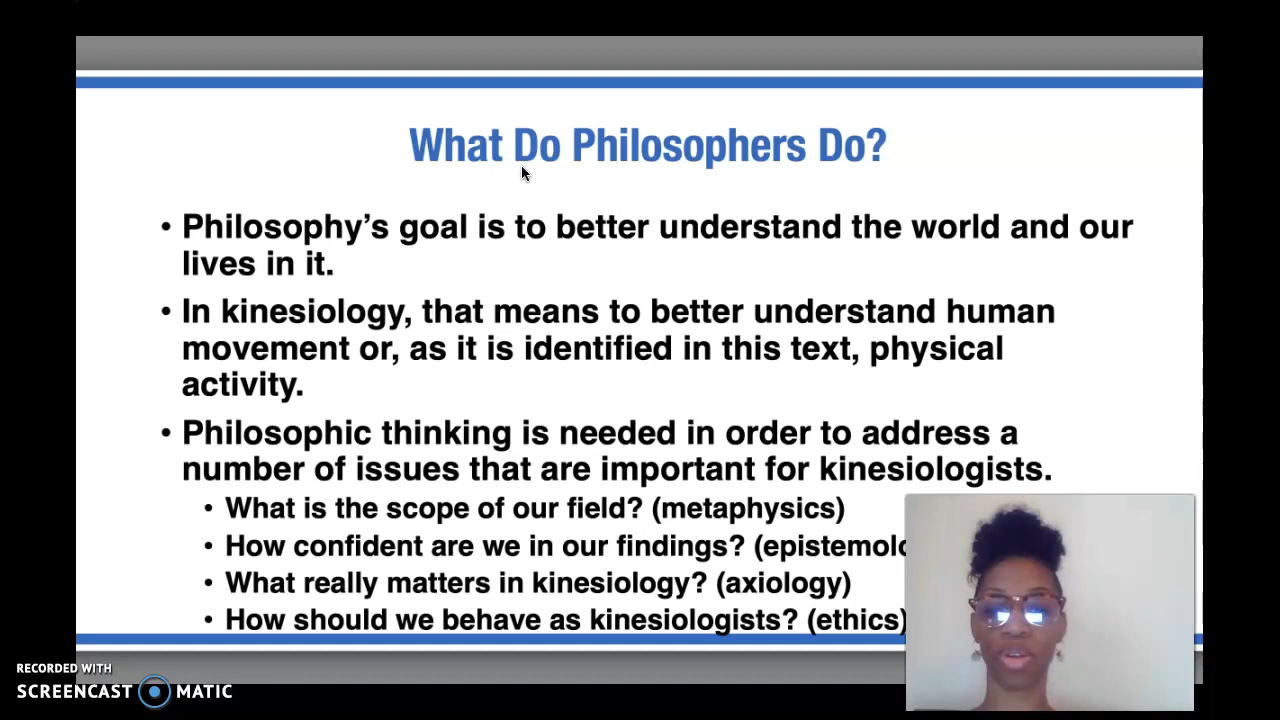 What Do Philosophers Do?
• Philosophy’s goal is to better understand the world and our
lives in it.
• In kinesiology, that means to better understand human
movement or, as it is identified in this text, physical
activity.
• Philosophic thinking is needed in order to address a
number of issues that are important for kinesiologists.
• What is the scope of our field? (metaphysics)
• How confident are we in our findings?
• What really matters in kinesiology? (axiology)
• How should we behave as kinesiologists? (ethics)
RECORDED WITH
SCREENCAST MATIC